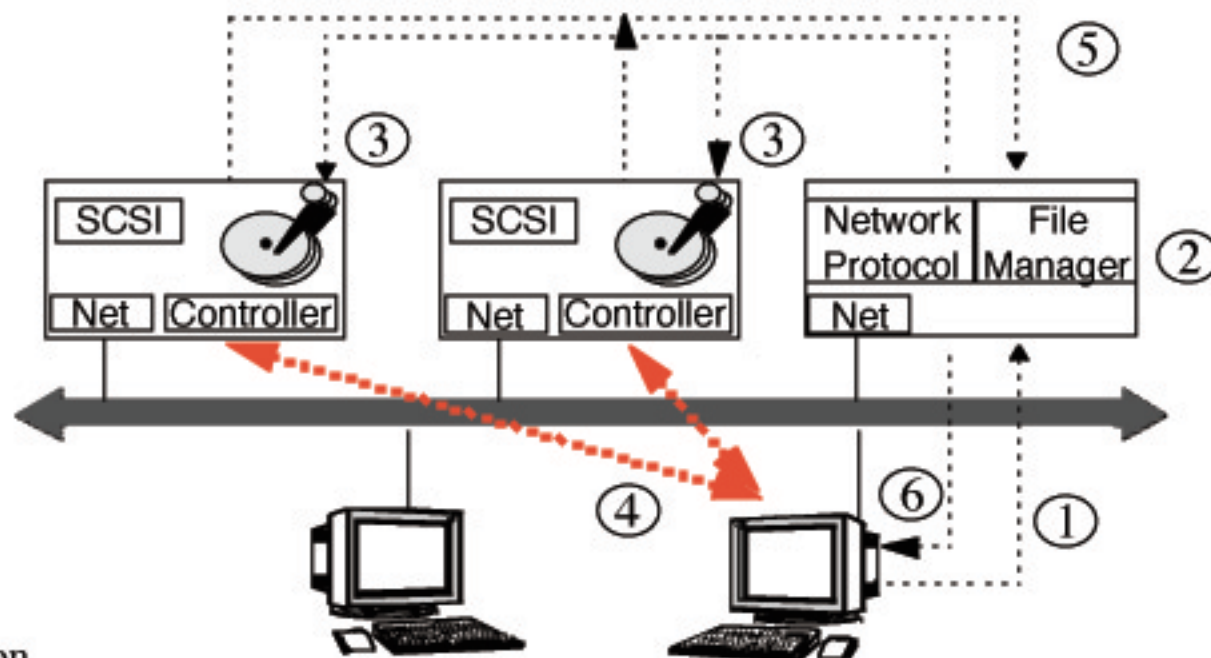 ⑤
③
③
SCSI
SCSI
Network
Protocol
File
Manager
②
Net
Controller
Net
Controller
Net
④
⑥
①